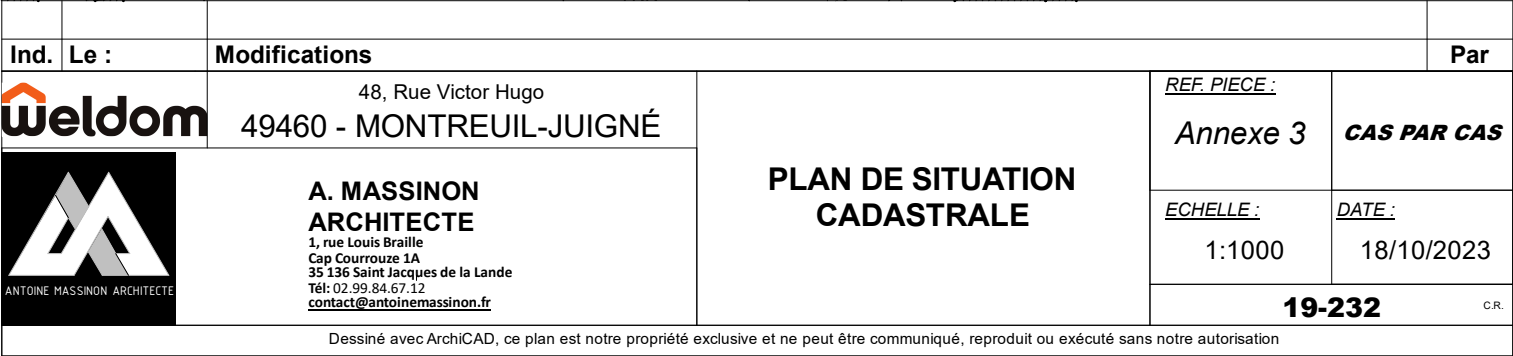 Ind. Le : Modifications Par
weldom
48, Rue Victor Hugo
49460 - MONTREUIL-JUIGNÉ
ANTOINE MASSINON ARCHITECTE
A. MASSINON
ARCHITECTE
1, rue Louis Braille
Cap Courrouze 1A
35 136 Saint Jacques de la Lande
Tél: 02.99.84.67.12
contact@antoinemassinon.fr
PLAN DE SITUATION
CADASTRALE
REF. PIECE :
Annexe 3
CAS PAR CAS
ECHELLE :
1:1000
DATE :
18/10/2023
19-232 C.R.
Dessiné avec ArchiCAD, ce plan est notre propriété exclusive et ne peut être communiqué, reproduit ou exécuté sans notre autorisation